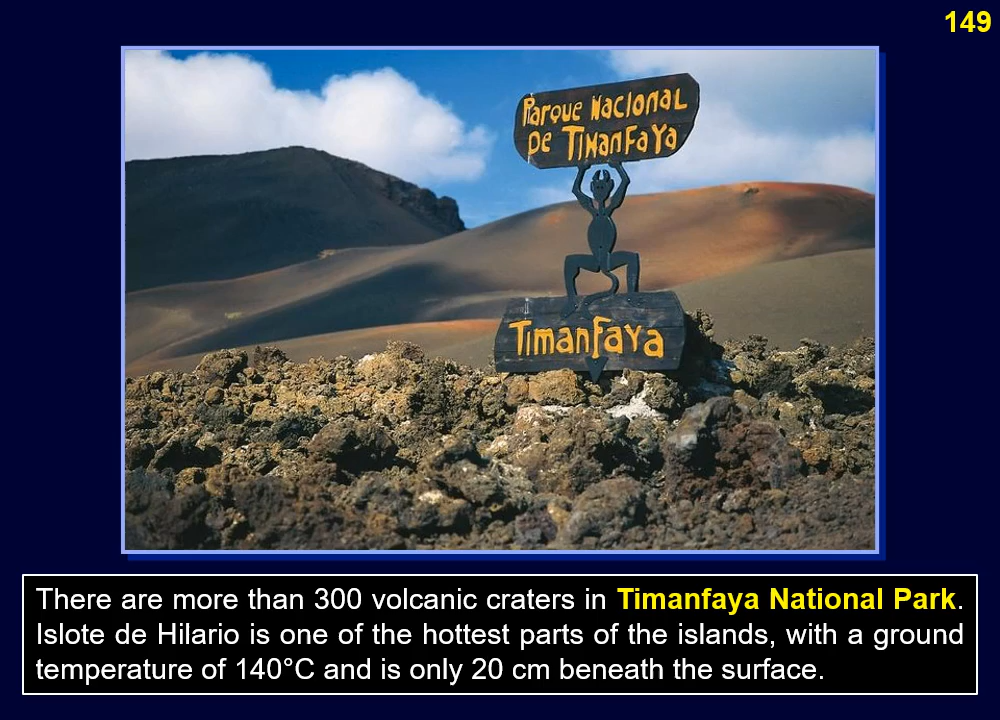 149
Parque Nacional
De Timanfaya
Timanfaya
There are more than 300 volcanic craters in Timanfaya National Park.
Islote de Hilario is one of the hottest parts of the islands, with a ground
temperature of 140°C and is only 20 cm beneath the surface.